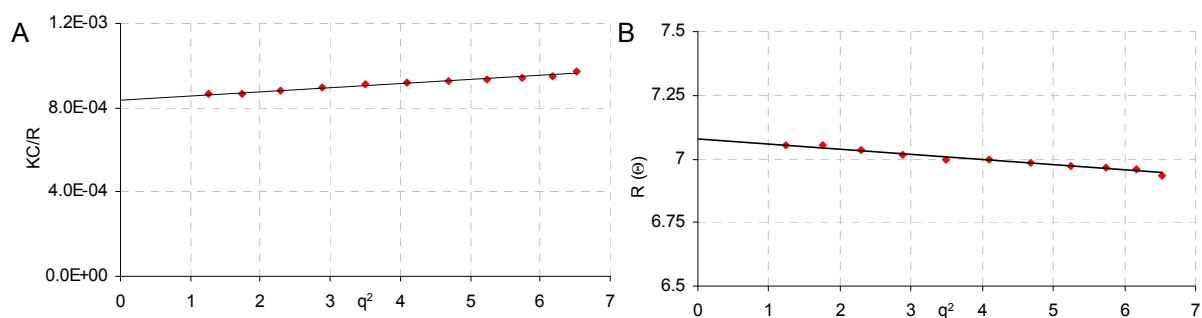 A
1.2E-03
8.0E-04
4.0E-04
0.0E+00
KC/R
0 1 2 3 q² 4 5 6 7
B
7.5
7.25
7
6.75
6.5
R (Θ)
0 1 2 3 q² 4 5 6 7